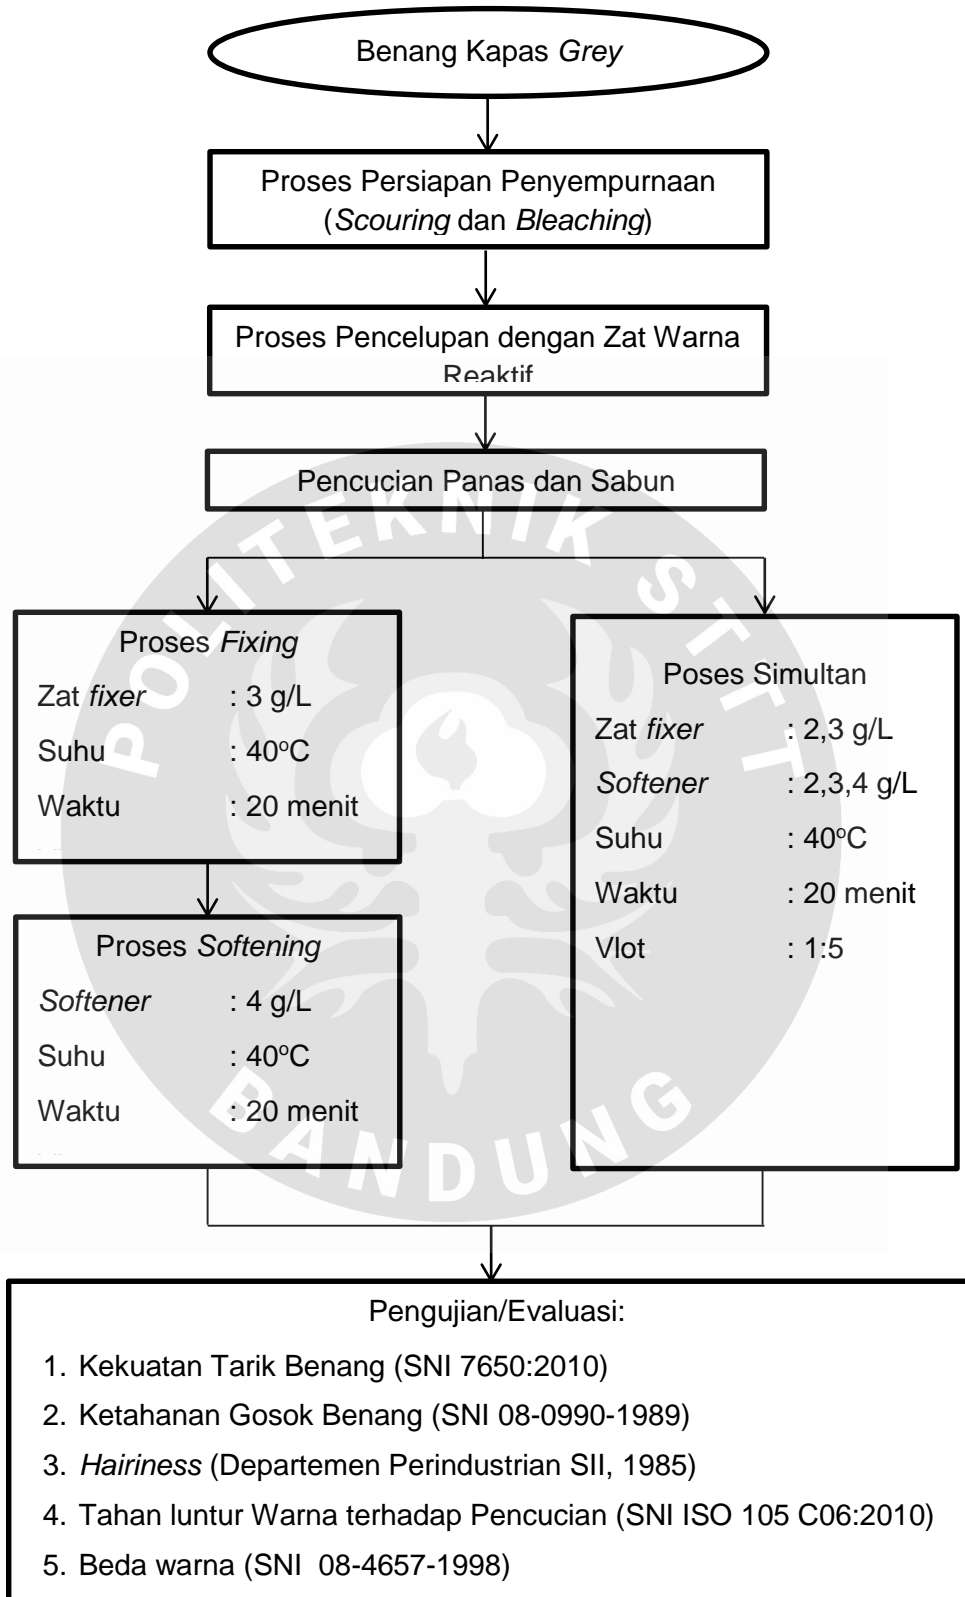 Benang Kapas Grey
Proses Persiapan Penyempurnaan
(Scouring dan Bleaching)
Proses Pencelupan dengan Zat Warna
Reaktif
Pencucian Panas dan Sabun
Proses Fixing
Zat fixer : 3 g/L
Suhu : 40°C
Waktu : 20 menit
Proses Softening
Softener : 4 g/L
Suhu : 40°C
Waktu : 20 menit
Poses Simultan
Zat fixer : 2,3 g/L
Softener : 2,3,4 g/L
Suhu : 40°C
Waktu : 20 menit
Vlot : 1:5
Pengujian/Evaluasi:
1. Kekuatan Tarik Benang (SNI 7650:2010)
2. Ketahanan Gosok Benang (SNI 08-0990-1989)
3. Hairiness (Departemen Perindustrian SII, 1985)
4. Tahan luntur Warna terhadap Pencucian (SNI ISO 105 C06:2010)
5. Beda warna (SNI 08-4657-1998)
POLITEKNIK STTT
BANDUNG